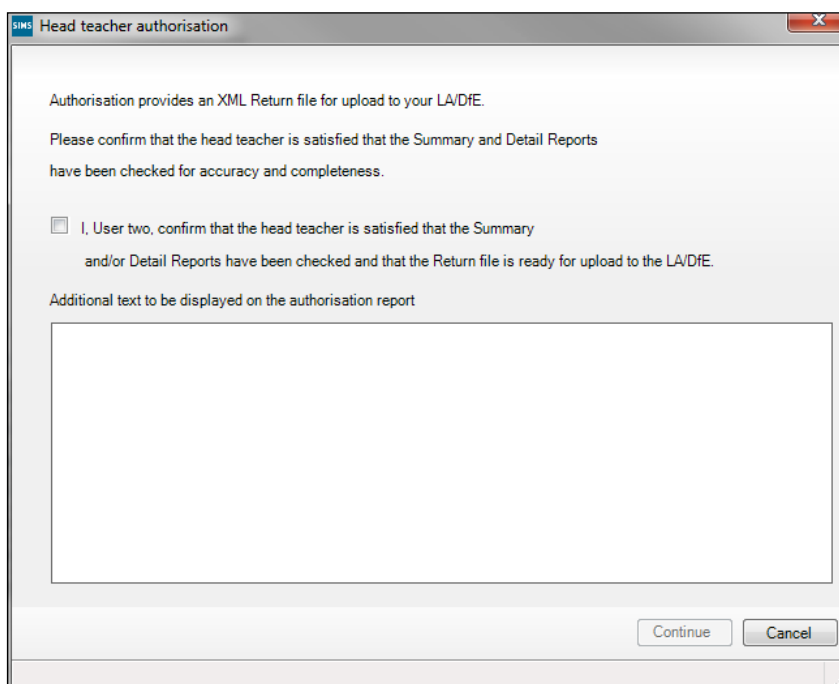 SIMS Head teacher authorisation
Authorisation provides an XML Return file for upload to your LA/DfE.
Please confirm that the head teacher is satisfied that the Summary and Detail Reports
have been checked for accuracy and completeness.
I, User two, confirm that the head teacher is satisfied that the Summary
and/or Detail Reports have been checked and that the Return file is ready for upload to the LA/DfE.
Additional text to be displayed on the authorisation report
Continue Cancel